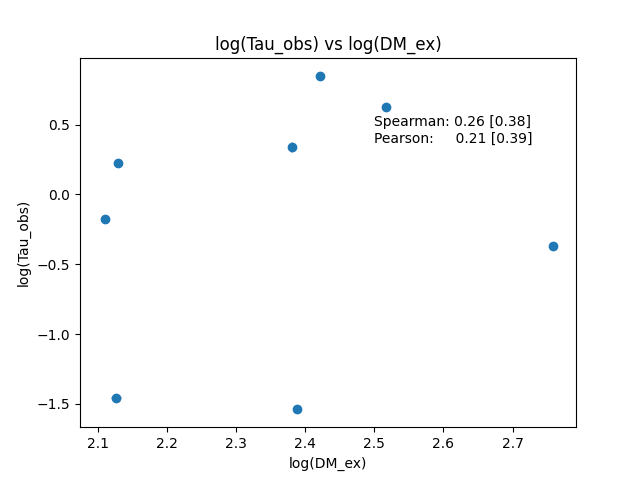 log(Tau_obs) vs log(DM_ex)
Spearman: 0.26 [0.38]
Pearson: 0.21 [0.39]
0.5
0.0
−0.5
−1.0
−1.5
log(Tau_obs)
2.1 2.2 2.3 2.4 2.5 2.6 2.7
log(DM_ex)